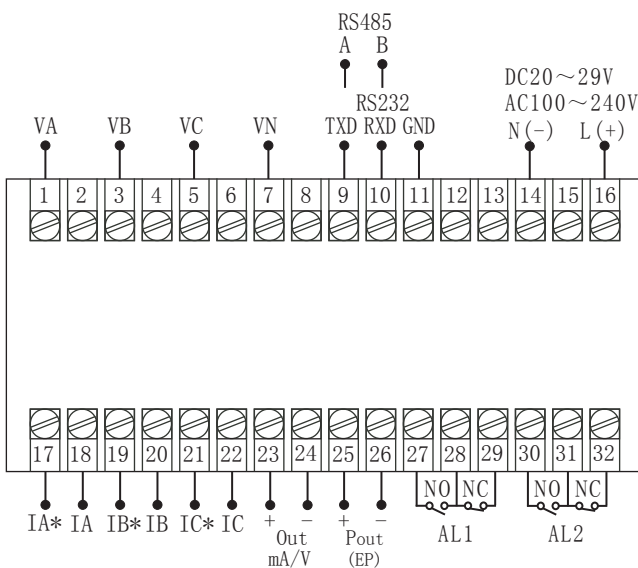 RS485
A B
DC20～29V
RS232
AC100～240V
VA VB VC VN TXD RXD GND N(-) L(+)
1 2 3 4 5 6 7 8 9 10 11 12 13 14 15 16
17 18 19 20 21 22 23 24 25 26 27 28 29 30 31 32
NO NC NO NC
IA* IA IB* IB IC* IC + − + −
Out Pout AL1 AL2
mA/V (EP)